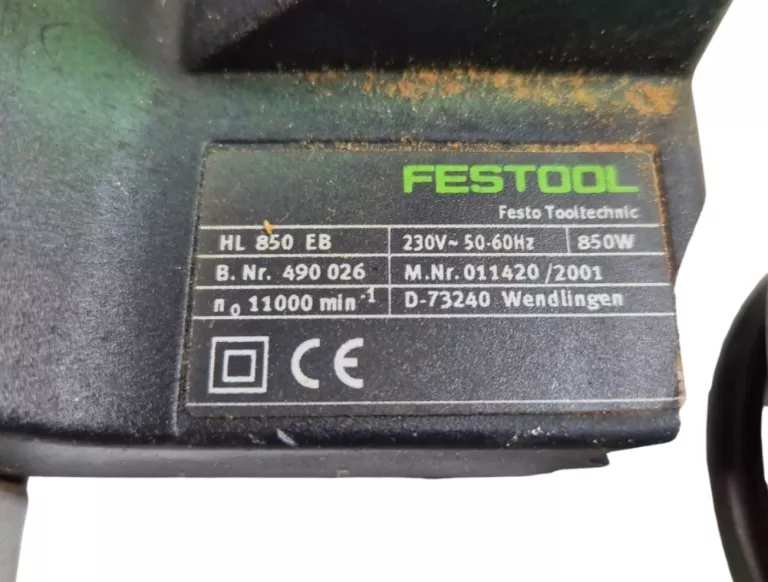 FESTOOL
Festo Tooltechnic
HL 850 EB 230V~ 50-60Hz 850W
B. Nr. 490 026 M.Nr.011420/2001
n₀ 11000 min⁻¹ D-73240 Wendlingen
CE